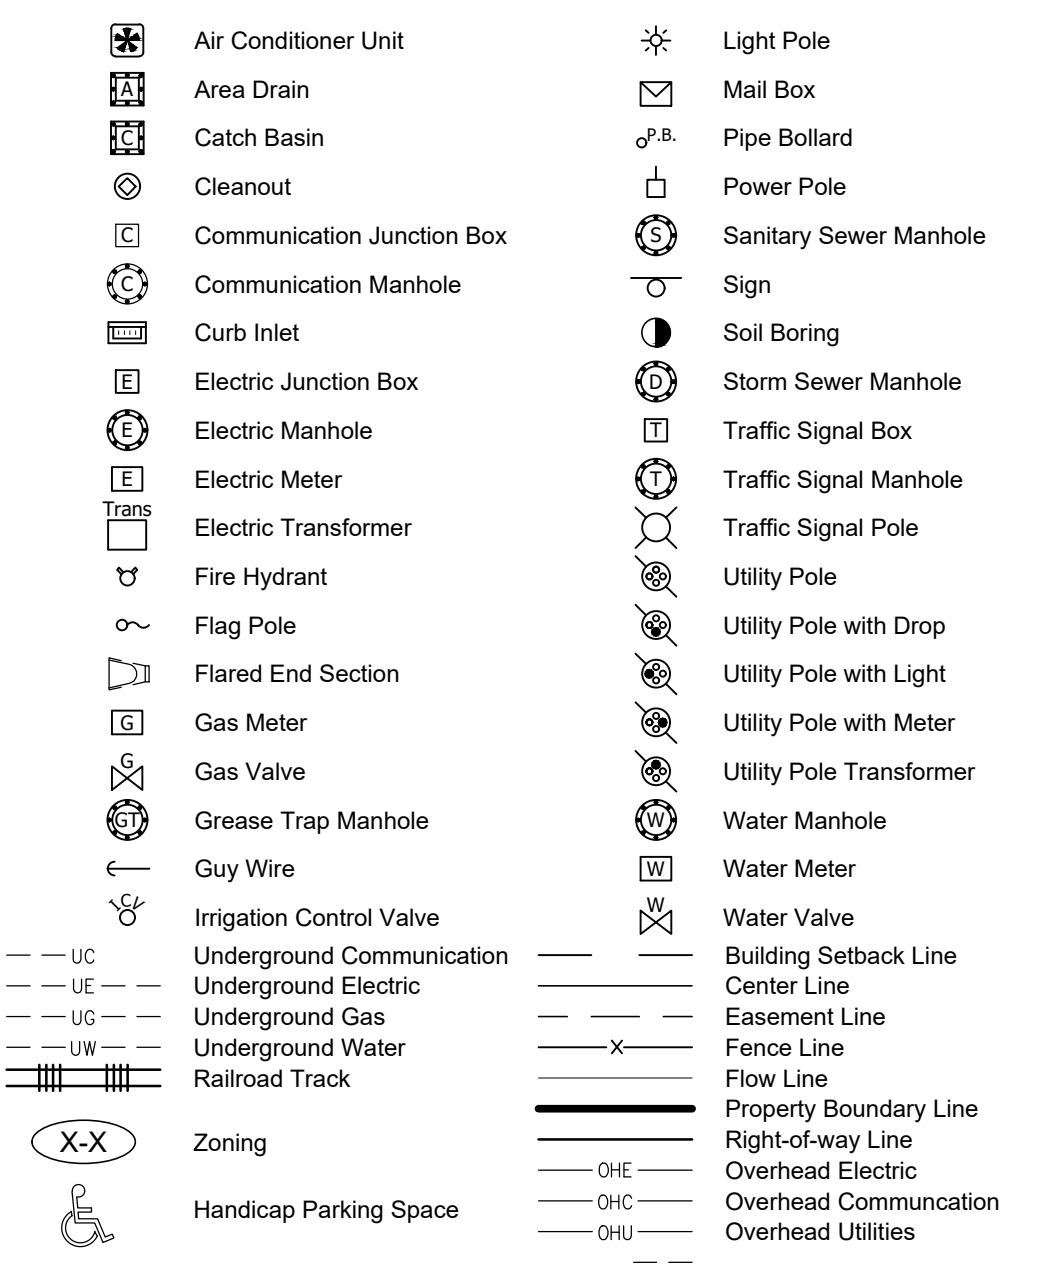 Air Conditioner Unit
A Area Drain
C Catch Basin
Cleanout
C Communication Junction Box
C Communication Manhole
Curb Inlet
E Electric Junction Box
E Electric Manhole
E Electric Meter
Trans
Electric Transformer
Fire Hydrant
Flag Pole
Flared End Section
G Gas Meter
G Gas Valve
GT Grease Trap Manhole
Guy Wire
ICV Irrigation Control Valve
UC Underground Communication
UE Underground Electric
UG Underground Gas
UW Underground Water
Railroad Track
X-X Zoning
Handicap Parking Space
Light Pole
Mail Box
P.B. Pipe Bollard
Power Pole
S Sanitary Sewer Manhole
Sign
Soil Boring
D Storm Sewer Manhole
T Traffic Signal Box
T Traffic Signal Manhole
Traffic Signal Pole
Utility Pole
Utility Pole with Drop
Utility Pole with Light
Utility Pole with Meter
Utility Pole Transformer
W Water Manhole
W Water Meter
W Water Valve
Building Setback Line
Center Line
Easement Line
X Fence Line
Flow Line
Property Boundary Line
Right-of-way Line
OHE Overhead Electric
OHC Overhead Communcation
OHU Overhead Utilities